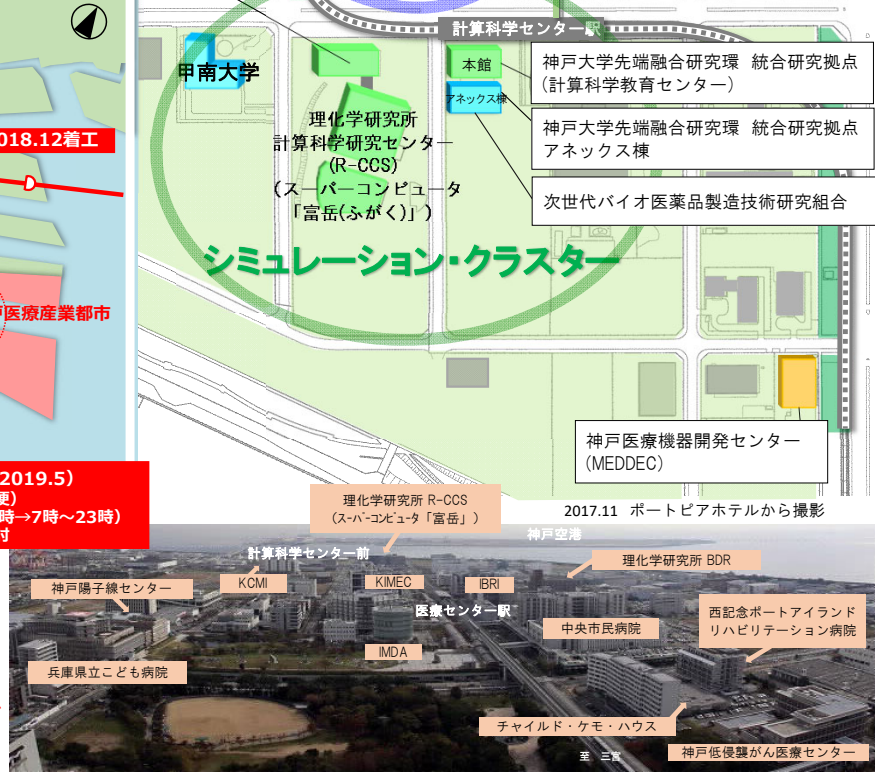 計算科学センター駅
甲南大学
本館
アネックス棟
神戸大学先端融合研究環 統合研究拠点
(計算科学教育センター)
神戸大学先端融合研究環 統合研究拠点
アネックス棟
次世代バイオ医薬品製造技術研究組合
理化学研究所
計算科学研究センター
(R-CCS)
(スーパーコンピュータ
「富岳(ふがく)」)
シミュレーション・クラスター
018.12着工
医療産業都市
2019.5)
便)
時→7時～23時)
付
神戸医療機器開発センター
(MEDDEC)
2017.11 ポートピアホテルから撮影
理化学研究所 R-CCS
(スーパーコンピュータ「富岳」)
神戸空港
計算科学センター前
理化学研究所 BDR
神戸陽子線センター
KCMI
KIMEC
IBRI
医療センター駅
中央市民病院
西記念ポートアイランド
リハビリテーション病院
IMDA
兵庫県立こども病院
チャイルド・ケモ・ハウス
至 三宮
神戸低侵襲がん医療センター